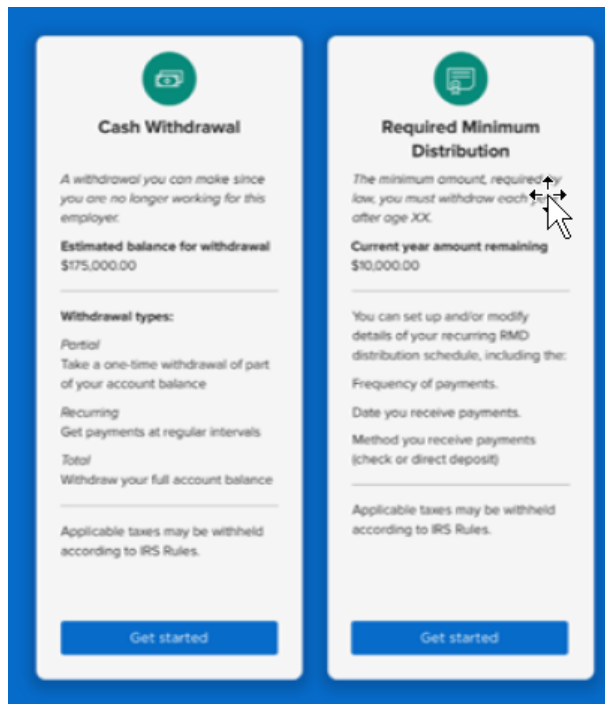 Cash Withdrawal
A withdrawal you can make since
you are no longer working for this
employer.
Estimated balance for withdrawal
$175,000.00
Withdrawal types:
Partial
Take a one-time withdrawal of part
of your account balance
Recurring
Get payments at regular intervals
Total
Withdraw your full account balance
Applicable taxes may be withheld
according to IRS Rules.
Get started
Required Minimum
Distribution
The minimum amount, required by
law, you must withdraw each
after age XX.
Current year amount remaining
$10,000.00
You can set up and/or modify
details of your recurring RMD
distribution schedule, including the:
Frequency of payments.
Date you receive payments.
Method you receive payments
(check or direct deposit)
Applicable taxes may be withheld
according to IRS Rules.
Get started